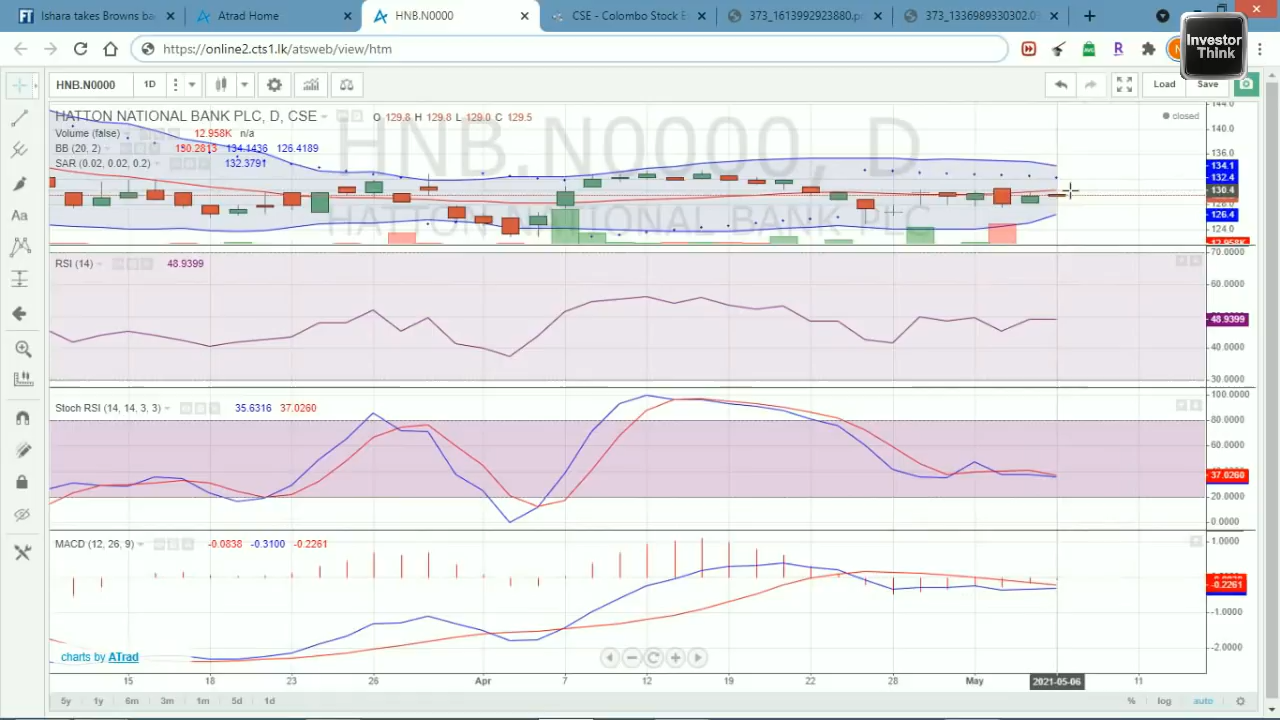 Ishara takes Browns ba
Atrad Home
HNB.N0000
CSE - Colombo Stock E
373_1613992923880.p
373_1336989330302.0
https://online2.cts1.lk/atsweb/view/htm
Investor
Think
HNB.N0000 1D
Load Save
HATTON NATIONAL BANK PLC, D, CSE O 129.8 H 129.8 L 129.0 C 129.5
closed
Volume (false) 12.958K n/a
BB (20, 2) 130.2813 134.1436 126.4189
SAR (0.02, 0.02, 0.2) 132.3791
HNB.N0000, D
HATTON NATIONAL BANK PLC
144.0
140.0
136.0
134.1
132.4
130.4
128.0
126.4
124.0
12.958K
RSI (14) 48.9399
70.0000
60.0000
48.9399
40.0000
30.0000
Stoch RSI (14, 14, 3, 3) 35.6316 37.0260
100.0000
80.0000
60.0000
37.0260
20.0000
0.0000
MACD (12, 26, 9) -0.0838 -0.3100 -0.2261
1.0000
-0.2261
-1.0000
-2.0000
charts by ATrad
15 18 23 26 Apr 7 12 19 22 28 May 2021-05-06 11
5y 1y 6m 3m 1m 5d 1d
% log auto